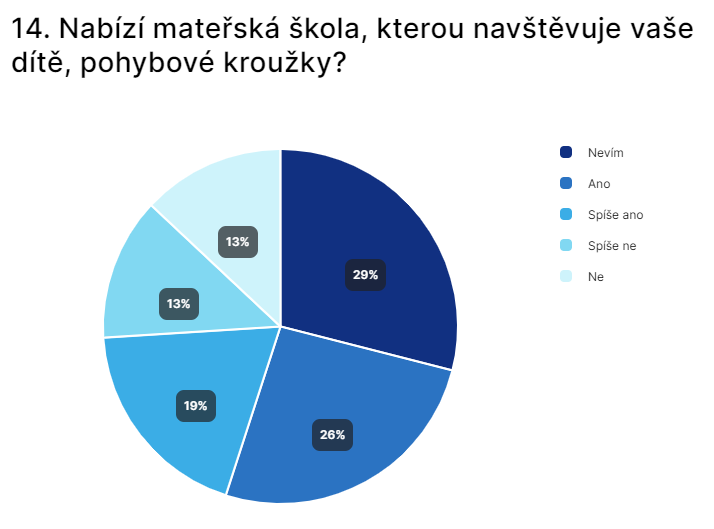 14. Nabízí mateřská škola, kterou navštěvuje vaše
dítě, pohybové kroužky?
Nevím
Ano
Spíše ano
Spíše ne
Ne
13%
29%
13%
19%
26%